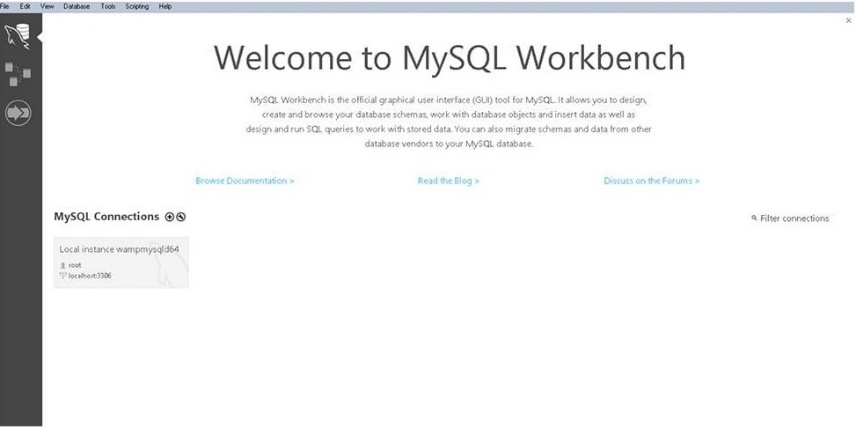 File Edit View Database Tools Scripting Help
Welcome to MySQL Workbench
MySQL Workbench is the official graphical user interface (GUI) tool for MySQL. It allows you to design,
create and browse your database schemas, work with database objects and insert data as well as
design and run SQL queries to work with stored data. You can also migrate schemas and data from other
database vendors to your MySQL database.
Browse Documentation > Read the Blog > Discuss on the Forums >
MySQL Connections Filter connections
Local instance wampmysqld64
root
localhost:3306